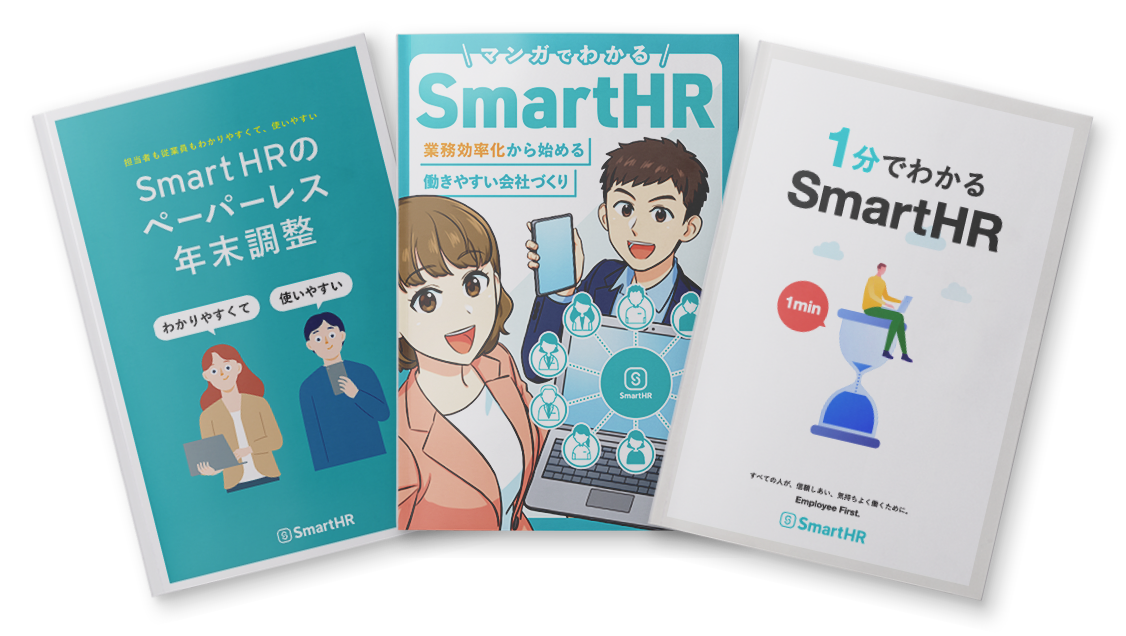 担当者も従業員もわかりやすくて、使いやすい
SmartHRの
ペーパーレス
年末調整
わかりやすくて
使いやすい
SmartHR
マンガでわかる
SmartHR
業務効率化から始める
働きやすい会社づくり
SmartHR
1分でわかる
SmartHR
1min
すべての人が、信頼しあい、気持ちよく働くために。
Employee First.
SmartHR